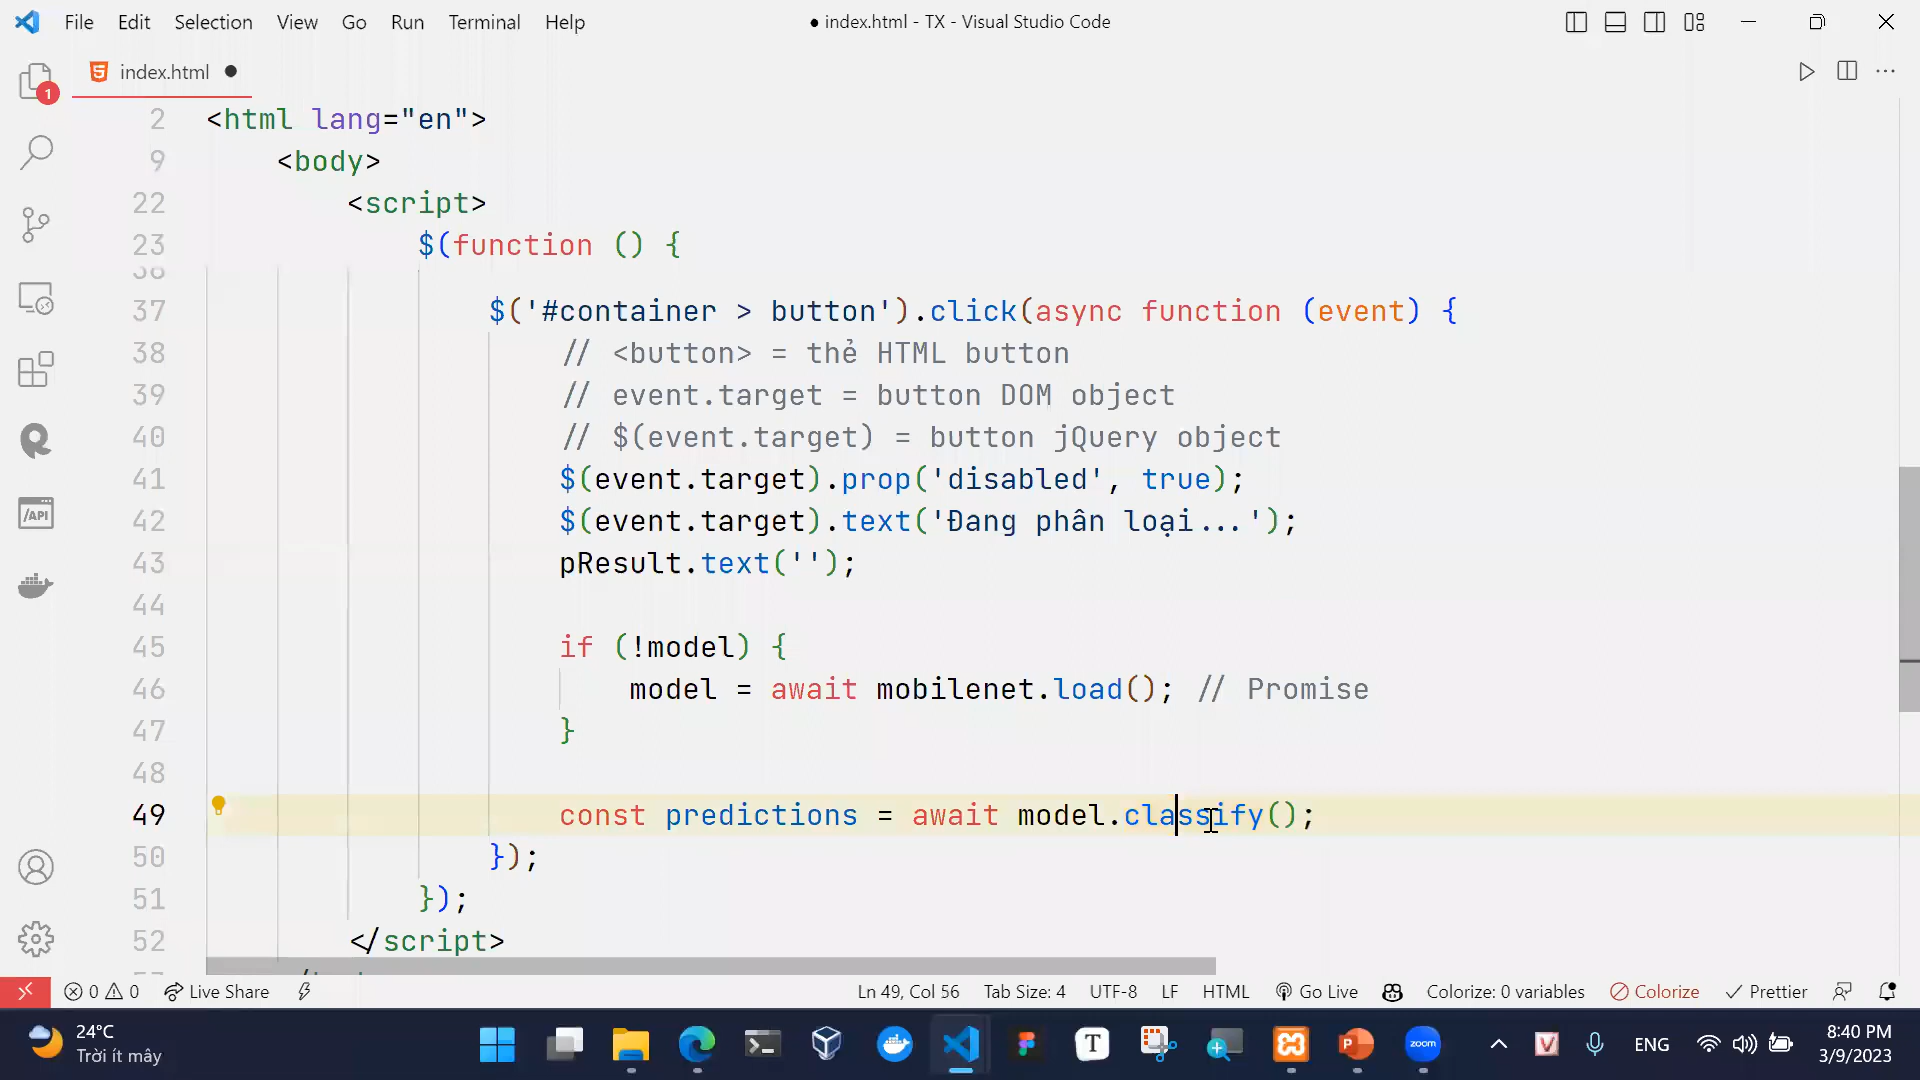 File Edit Selection View Go Run Terminal Help ● index.html - TX - Visual Studio Code
index.html ●
1
2 <html lang="en">
9 <body>
22 <script>
23 $(function () {
36
37 $('#container > button').click(async function (event) {
38 // <button> = thẻ HTML button
39 // event.target = button DOM object
40 // $(event.target) = button jQuery object
41 $(event.target).prop('disabled', true);
42 $(event.target).text('Đang phân loại...');
43 pResult.text('');
44
45 if (!model) {
46 model = await mobilenet.load(); // Promise
47 }
48
49 const predictions = await model.classify();
50 });
51 });
52 </script>
/API
0 0 Live Share Ln 49, Col 56 Tab Size: 4 UTF-8 LF HTML Go Live Colorize: 0 variables Colorize Prettier
24°C
Trời ít mây
T
zoom
V
ENG
8:40 PM
3/9/2023